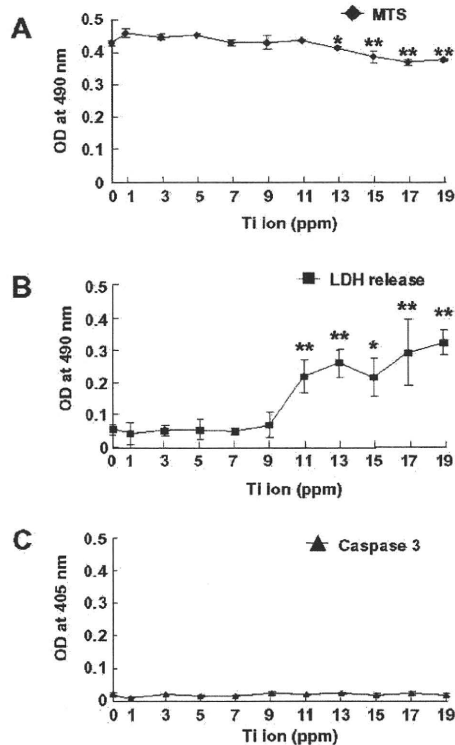 A
MTS
OD at 490 nm
0.5
0.4
0.3
0.2
0.1
0
* ** ** **
0 1 3 5 7 9 11 13 15 17 19
Ti ion (ppm)
B
LDH release
OD at 490 nm
0.5
0.4
0.3
0.2
0.1
0
** ** * ** **
0 1 3 5 7 9 11 13 15 17 19
Ti ion (ppm)
C
Caspase 3
OD at 405 nm
0.5
0.4
0.3
0.2
0.1
0
0 1 3 5 7 9 11 13 15 17 19
Ti ion (ppm)